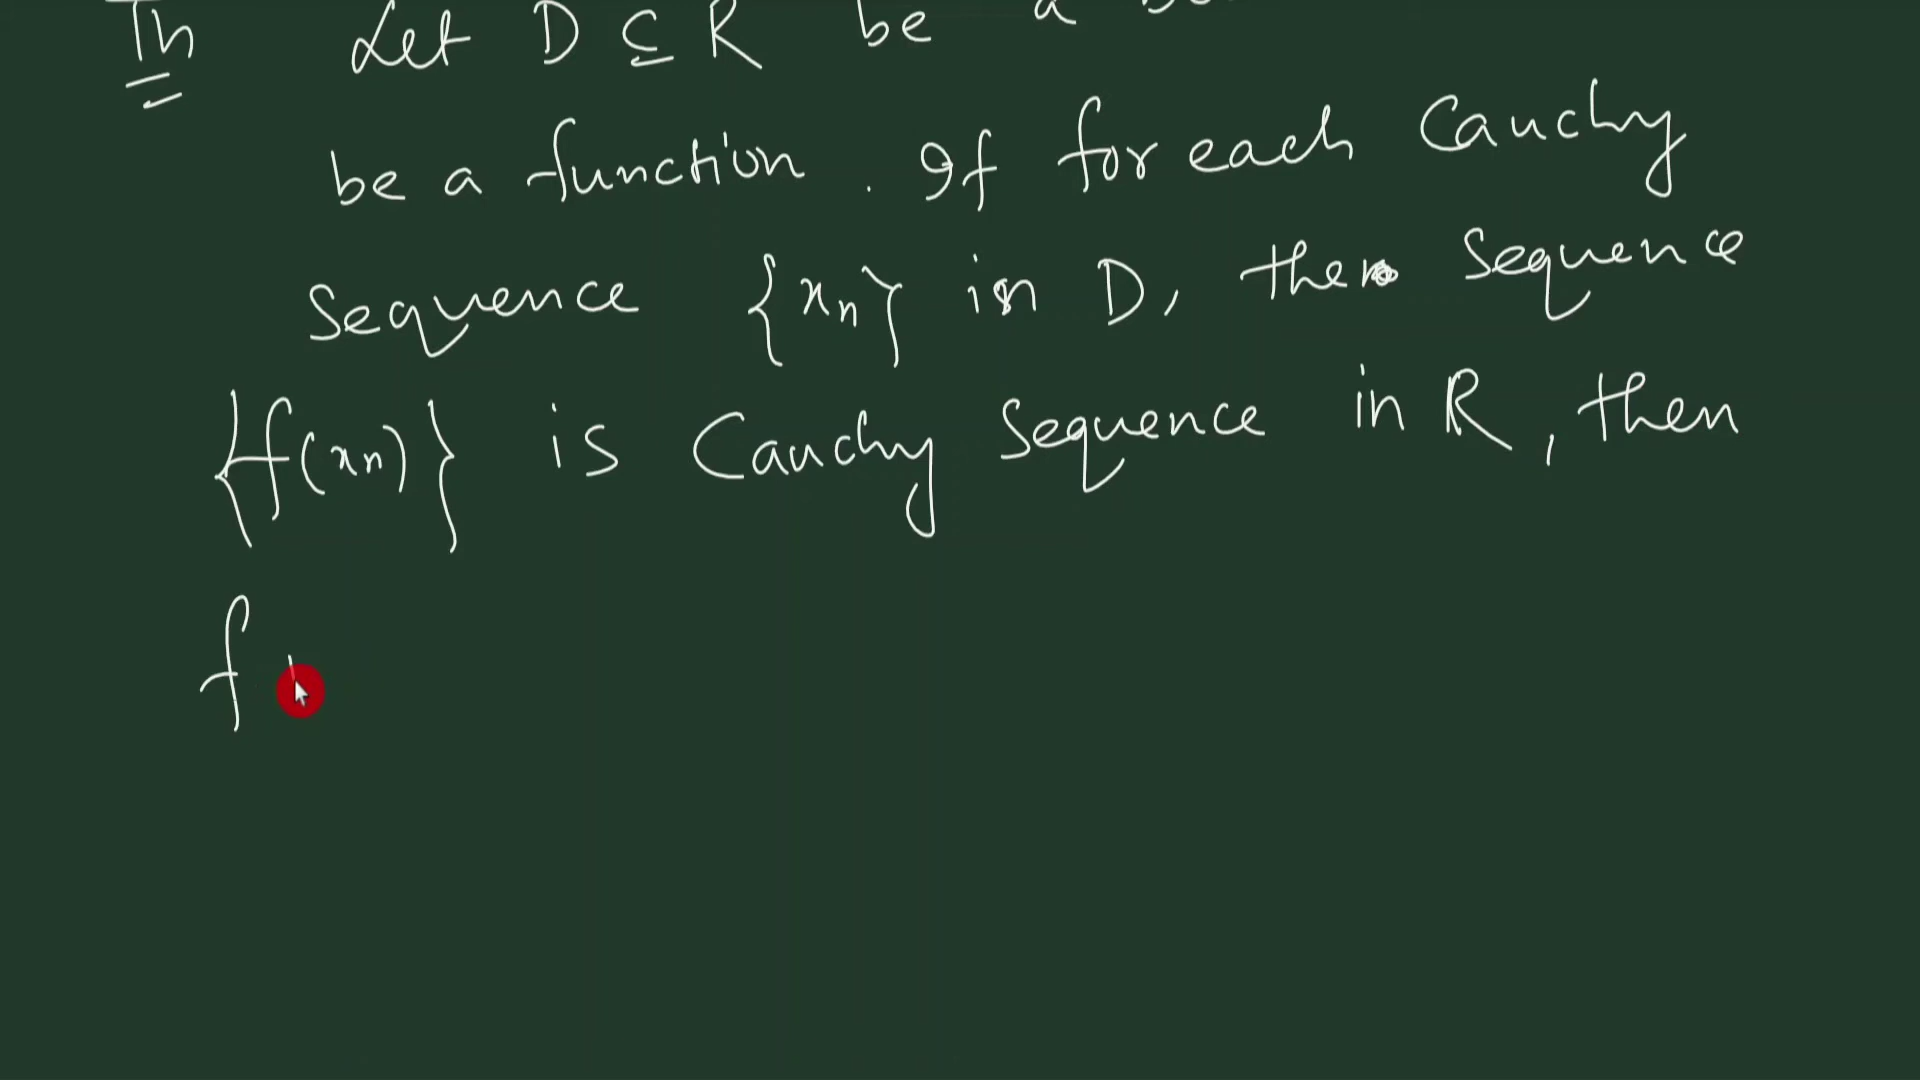 Th Let D ⊆ R be a
be a function. If for each Cauchy
Sequence {xn} in D, the sequence
{f(xn)} is Cauchy Sequence in R, then
f